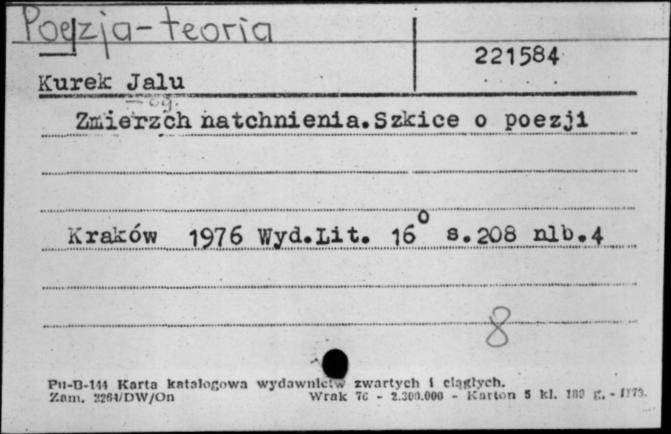 Poezja-teoria
221584
Kurek Jalu
- og.
Zmierzch natchnienia.Szkice o poezji
Kraków 1976 Wyd.Lit. 16° s.208 nlb.4
8
Pu-B-144 Karta katalogowa wydawnictw zwartych i ciągłych.
Zam. 2264/DW/On Wrak 76 - 2.300.000 - Karton 5 kl. 180 g. -